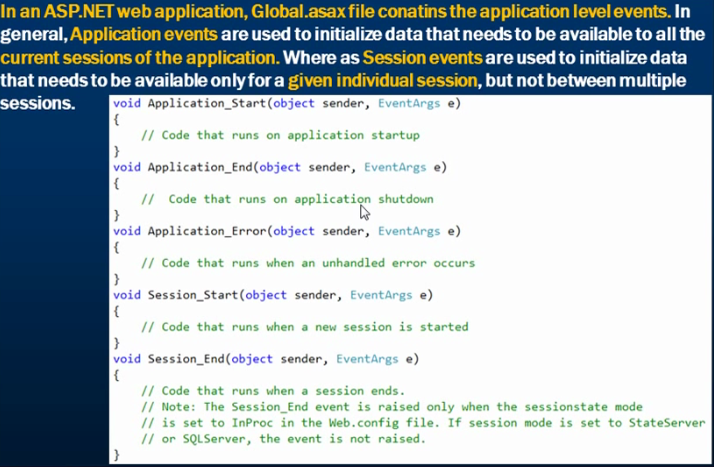 In an ASP.NET web application, Global.asax file conatins the application level events. In
general, Application events are used to initialize data that needs to be available to all the
current sessions of the application. Where as Session events are used to initialize data
that needs to be available only for a given individual session, but not between multiple
sessions.
void Application_Start(object sender, EventArgs e)
{
// Code that runs on application startup
}
void Application_End(object sender, EventArgs e)
{
//  Code that runs on application shutdown
}
void Application_Error(object sender, EventArgs e)
{
// Code that runs when an unhandled error occurs
}
void Session_Start(object sender, EventArgs e)
{
// Code that runs when a new session is started
}
void Session_End(object sender, EventArgs e)
{
// Code that runs when a session ends.
// Note: The Session_End event is raised only when the sessionstate mode
// is set to InProc in the Web.config file. If session mode is set to StateServer
// or SQLServer, the event is not raised.
}